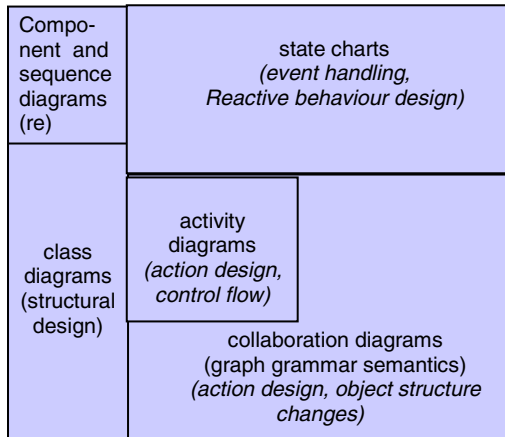 Compo-
nent and
sequence
diagrams
(re)
state charts
(event handling,
Reactive behaviour design)
class
diagrams
(structural
design)
activity
diagrams
(action design,
control flow)
collaboration diagrams
(graph grammar semantics)
(action design, object structure
changes)